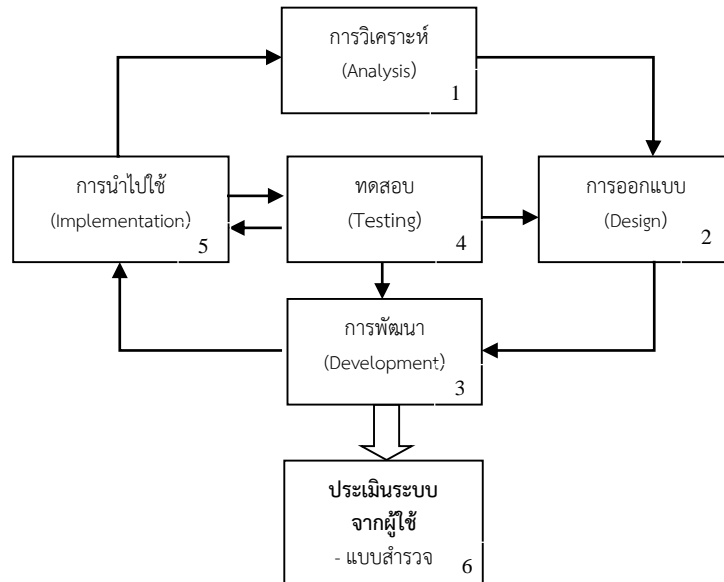 การวิเคราะห์
(Analysis)
1
การนำไปใช้
(Implementation)
5
ทดสอบ
(Testing)
4
การออกแบบ
(Design)
2
การพัฒนา
(Development)
3
ประเมินระบบ
จากผู้ใช้
- แบบสำรวจ
6